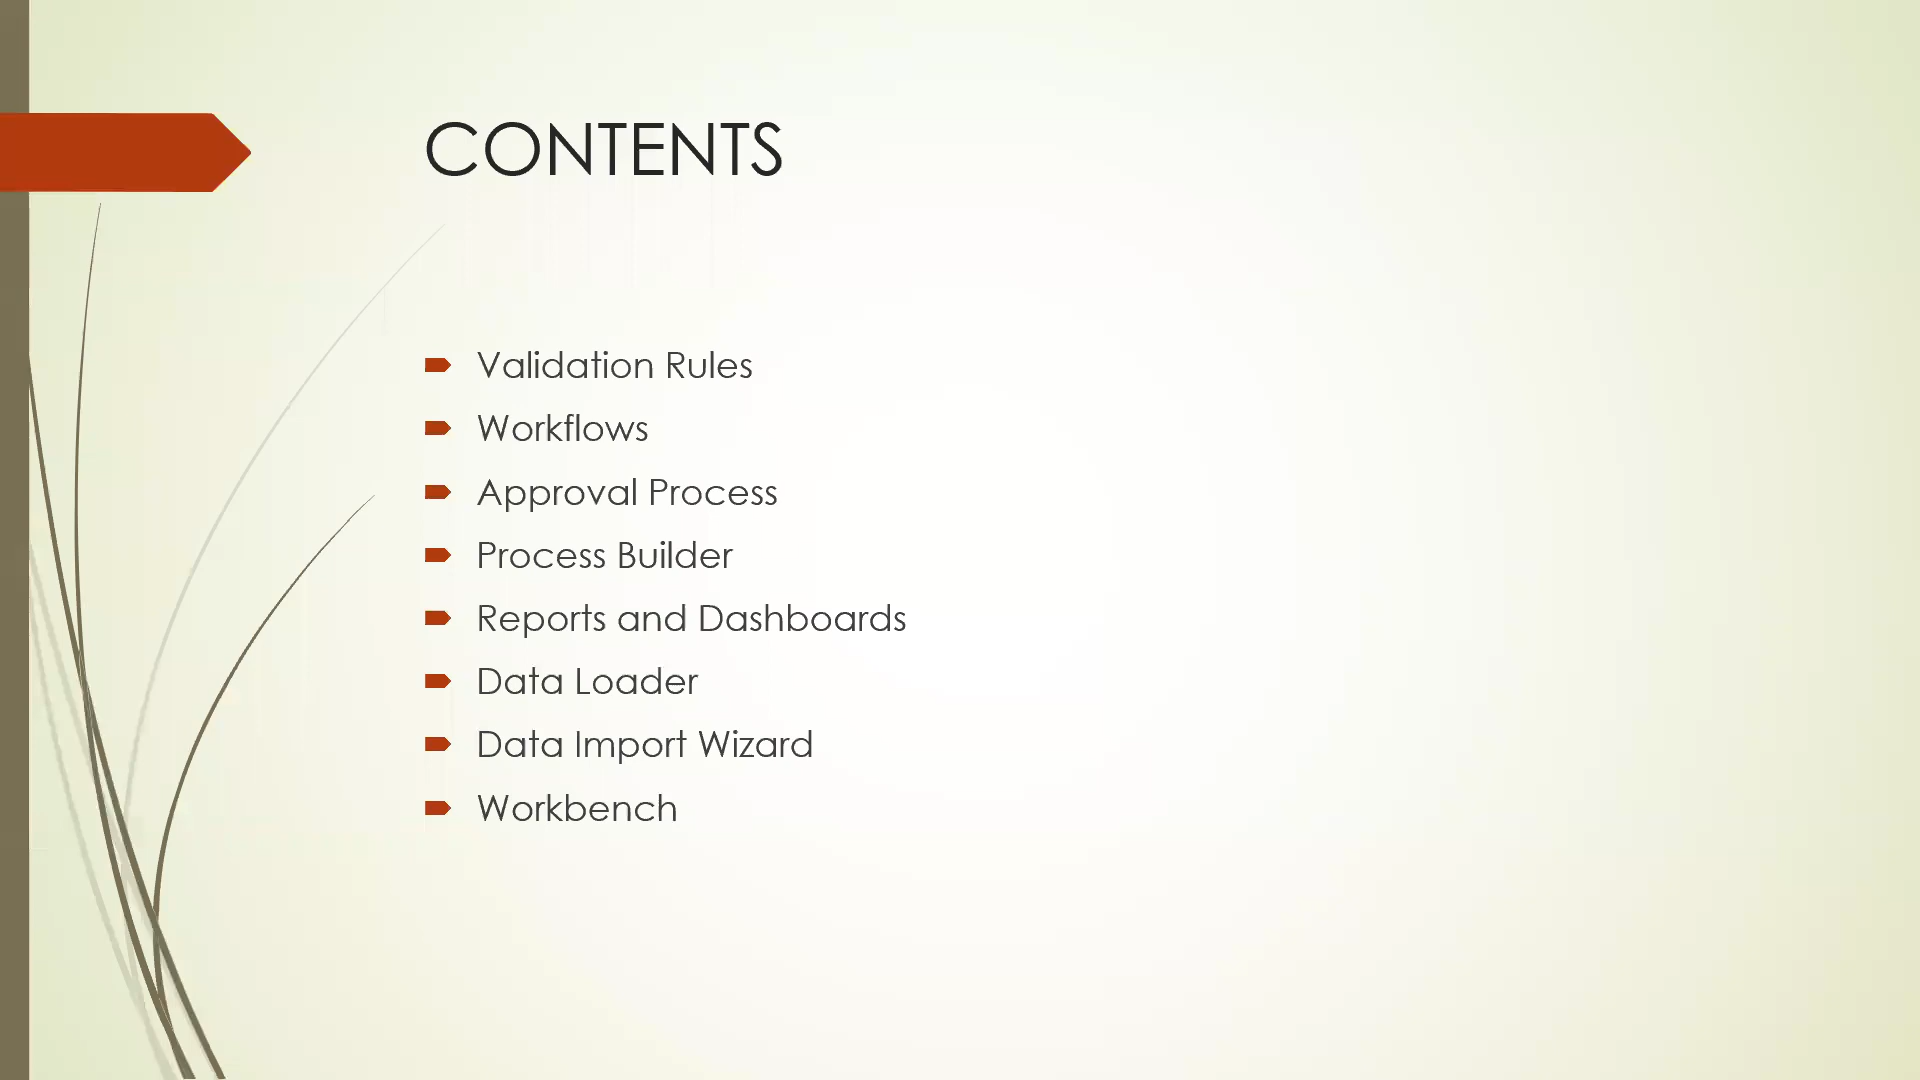 CONTENTS
Validation Rules
Workflows
Approval Process
Process Builder
Reports and Dashboards
Data Loader
Data Import Wizard
Workbench